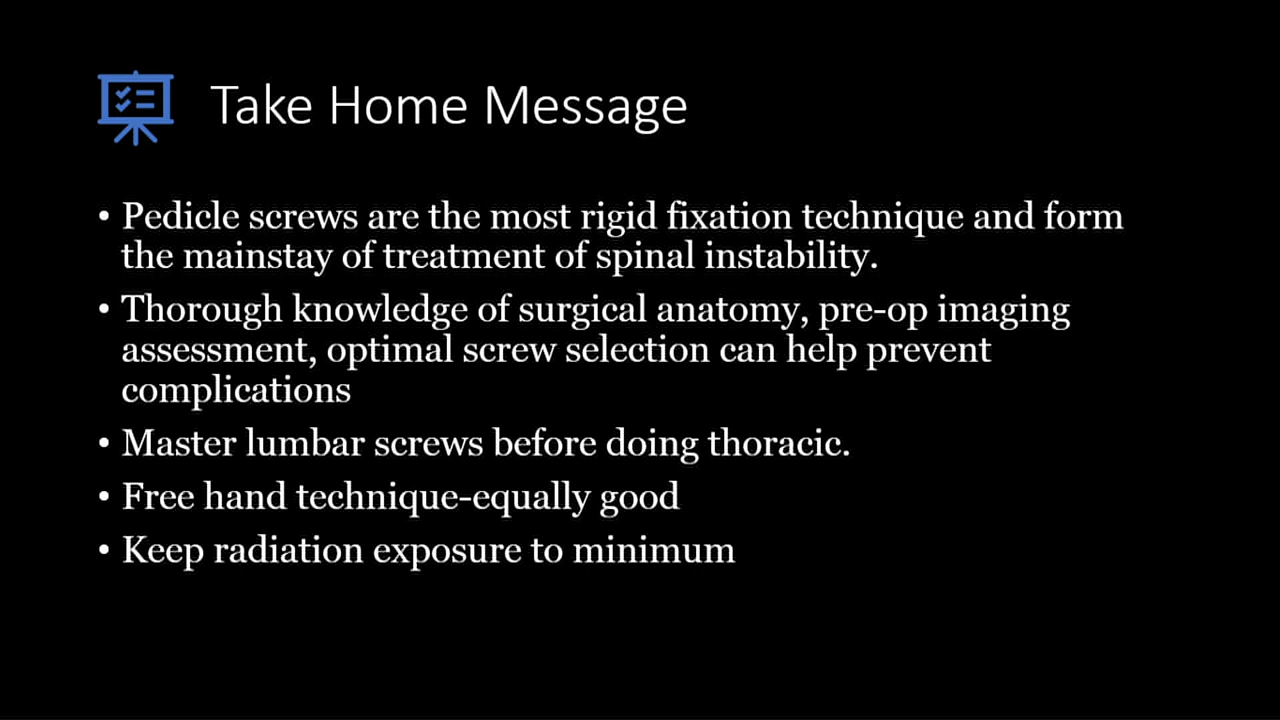 Take Home Message
• Pedicle screws are the most rigid fixation technique and form
the mainstay of treatment of spinal instability.
• Thorough knowledge of surgical anatomy, pre-op imaging
assessment, optimal screw selection can help prevent
complications
• Master lumbar screws before doing thoracic.
• Free hand technique-equally good
• Keep radiation exposure to minimum